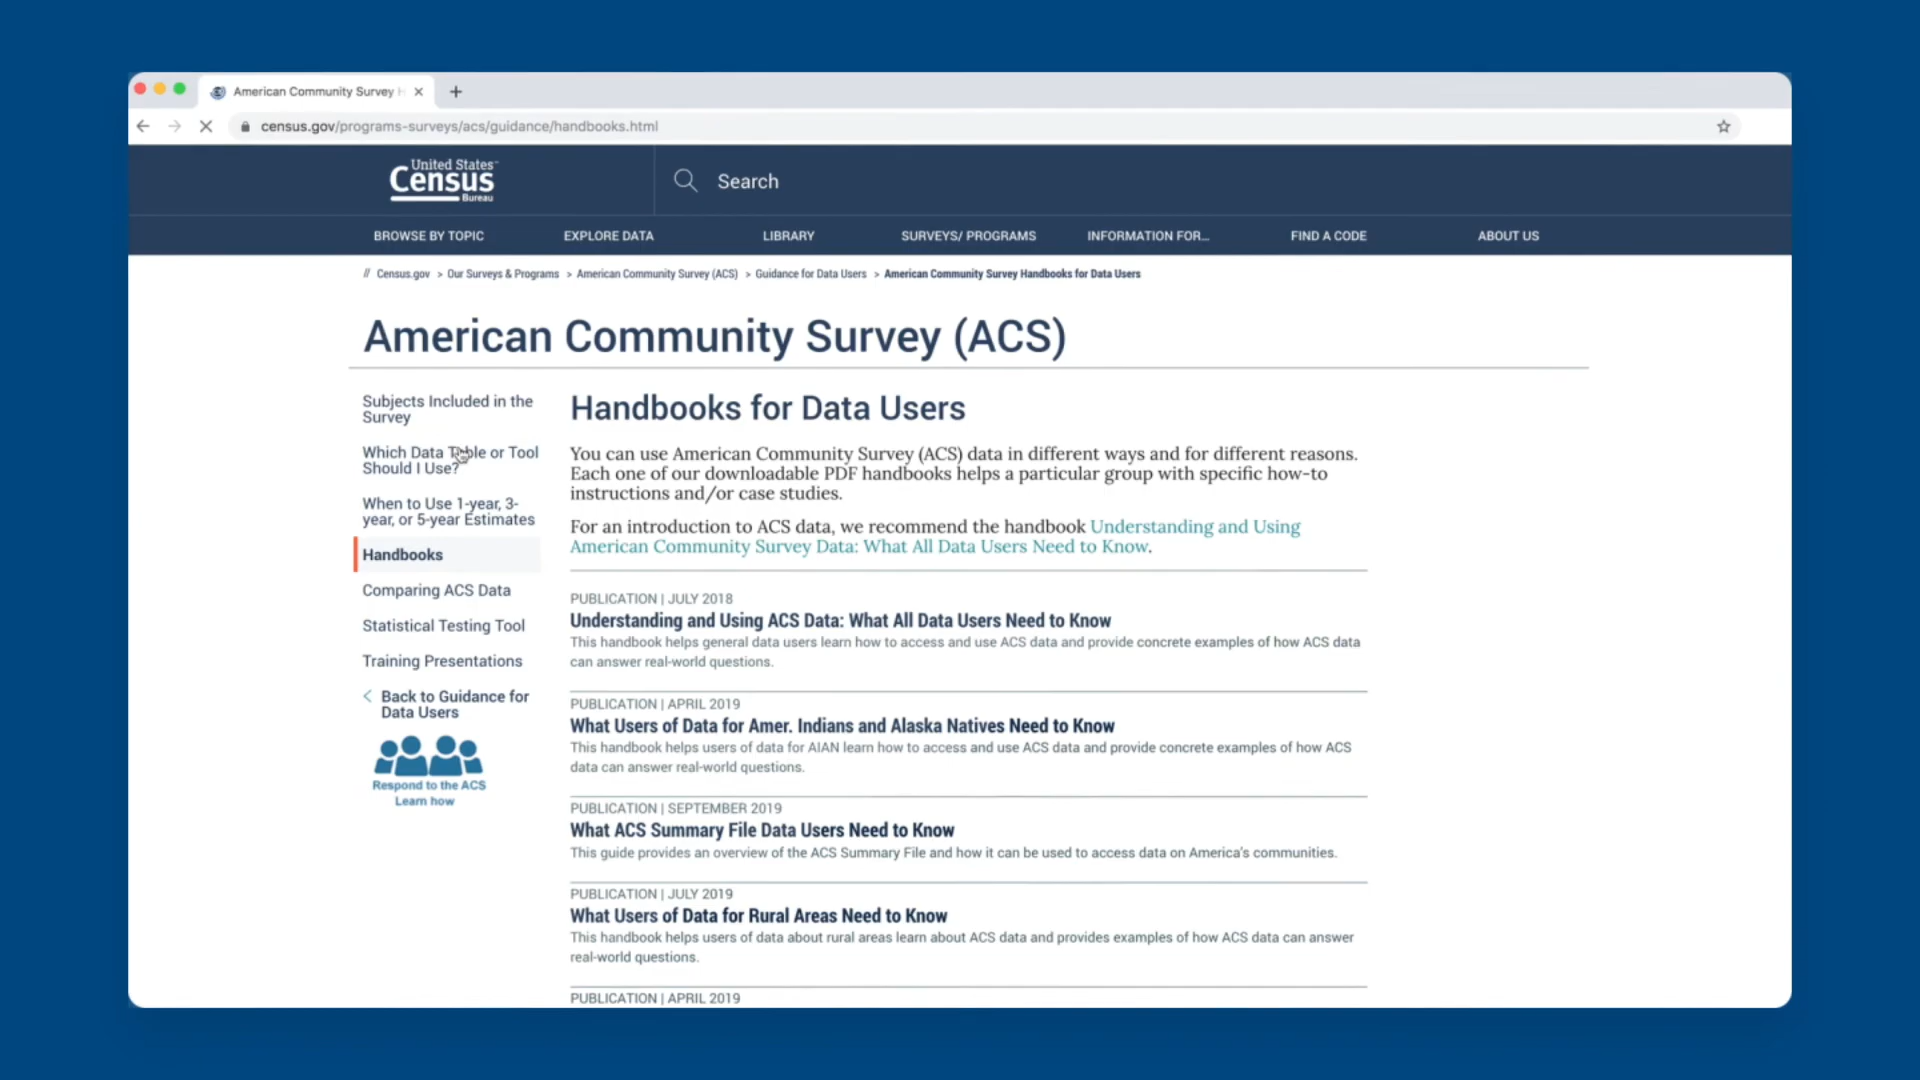 American Community Survey H
census.gov/programs-surveys/acs/guidance/handbooks.html
United States™
Census
Bureau
Search
BROWSE BY TOPIC
EXPLORE DATA
LIBRARY
SURVEYS/ PROGRAMS
INFORMATION FOR...
FIND A CODE
ABOUT US
// Census.gov > Our Surveys & Programs > American Community Survey (ACS) > Guidance for Data Users > American Community Survey Handbooks for Data Users
American Community Survey (ACS)
Subjects Included in the
Survey
Which Data Table or Tool
Should I Use?
When to Use 1-year, 3-
year, or 5-year Estimates
Handbooks
Comparing ACS Data
Statistical Testing Tool
Training Presentations
Back to Guidance for
Data Users
Respond to the ACS
Learn how
Handbooks for Data Users
You can use American Community Survey (ACS) data in different ways and for different reasons.
Each one of our downloadable PDF handbooks helps a particular group with specific how-to
instructions and/or case studies.
For an introduction to ACS data, we recommend the handbook Understanding and Using
American Community Survey Data: What All Data Users Need to Know.
PUBLICATION | JULY 2018
Understanding and Using ACS Data: What All Data Users Need to Know
This handbook helps general data users learn how to access and use ACS data and provide concrete examples of how ACS data
can answer real-world questions.
PUBLICATION | APRIL 2019
What Users of Data for Amer. Indians and Alaska Natives Need to Know
This handbook helps users of data for AIAN learn how to access and use ACS data and provide concrete examples of how ACS
data can answer real-world questions.
PUBLICATION | SEPTEMBER 2019
What ACS Summary File Data Users Need to Know
This guide provides an overview of the ACS Summary File and how it can be used to access data on America's communities.
PUBLICATION | JULY 2019
What Users of Data for Rural Areas Need to Know
This handbook helps users of data about rural areas learn about ACS data and provides examples of how ACS data can answer
real-world questions.
PUBLICATION | APRIL 2019